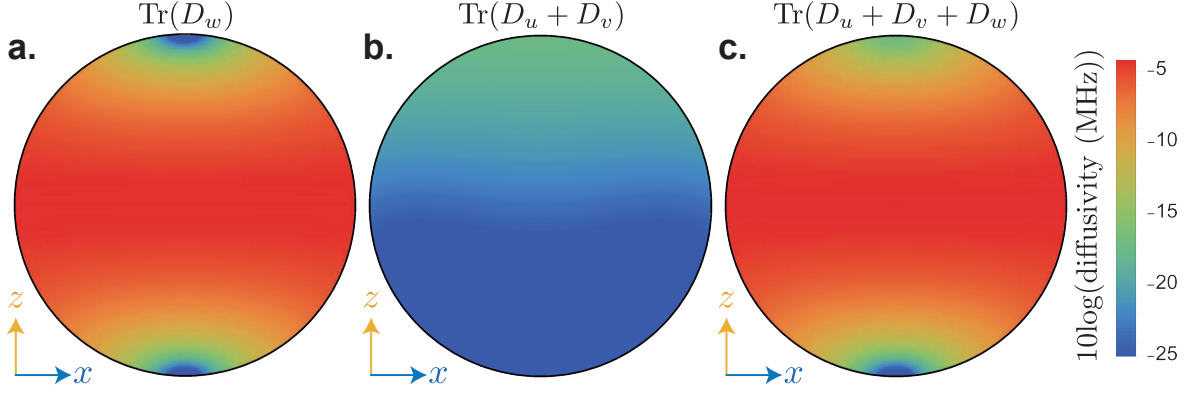 a. Tr(D_w)
b. Tr(D_u + D_v)
c. Tr(D_u + D_v + D_w)
z
x
z
x
z
x
10log(diffusivity (MHz))
-5
-10
-15
-20
-25